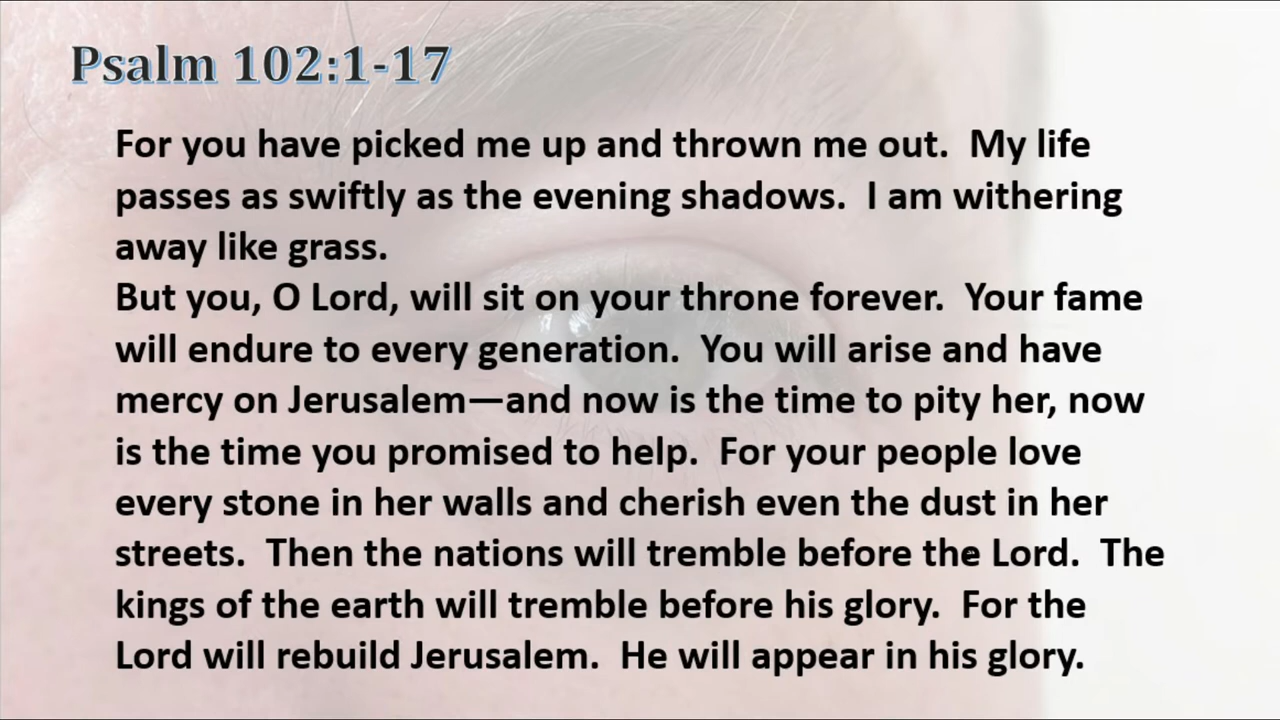 Psalm 102:1-17
For you have picked me up and thrown me out.  My life
passes as swiftly as the evening shadows.  I am withering
away like grass.
But you, O Lord, will sit on your throne forever.  Your fame
will endure to every generation.  You will arise and have
mercy on Jerusalem—and now is the time to pity her, now
is the time you promised to help.  For your people love
every stone in her walls and cherish even the dust in her
streets.  Then the nations will tremble before the Lord.  The
kings of the earth will tremble before his glory.  For the
Lord will rebuild Jerusalem.  He will appear in his glory.